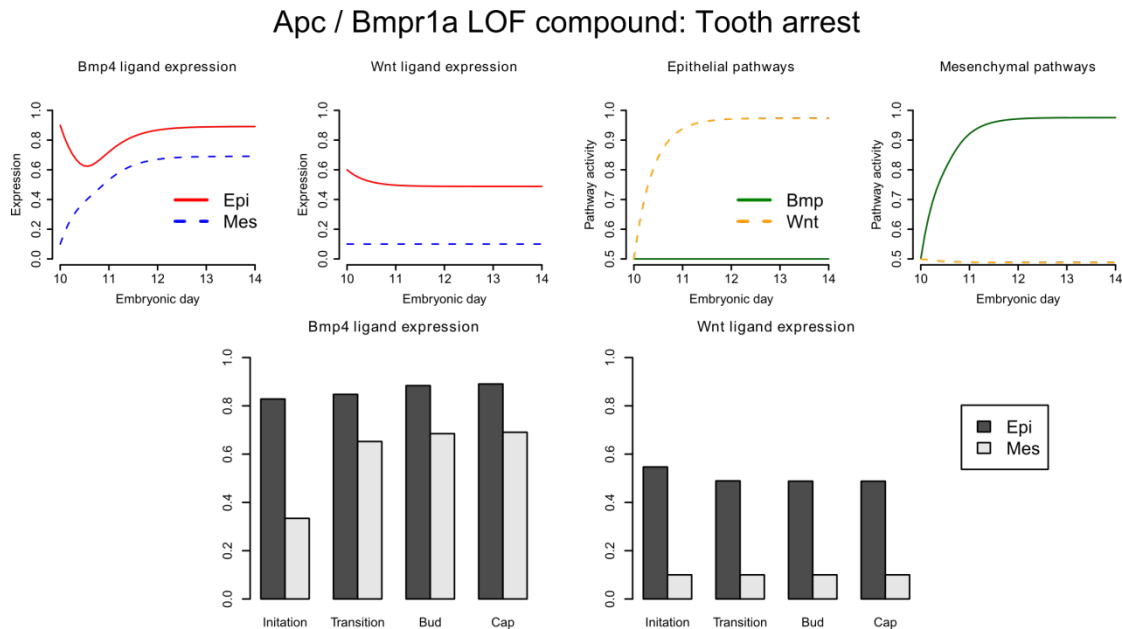 Apc / Bmpr1a LOF compound: Tooth arrest
Bmp4 ligand expression
Wnt ligand expression
Epithelial pathways
Mesenchymal pathways
Expression
0.0 0.2 0.4 0.6 0.8 1.0
Epi
Mes
10 11 12 13 14
Embryonic day
Expression
0.0 0.2 0.4 0.6 0.8 1.0
10 11 12 13 14
Embryonic day
Pathway activity
0.5 0.6 0.7 0.8 0.9 1.0
Bmp
Wnt
10 11 12 13 14
Embryonic day
Pathway activity
0.5 0.6 0.7 0.8 0.9 1.0
10 11 12 13 14
Embryonic day
Bmp4 ligand expression
0.0 0.2 0.4 0.6 0.8 1.0
Initation Transition Bud Cap
Wnt ligand expression
0.0 0.2 0.4 0.6 0.8 1.0
Initation Transition Bud Cap
Epi
Mes